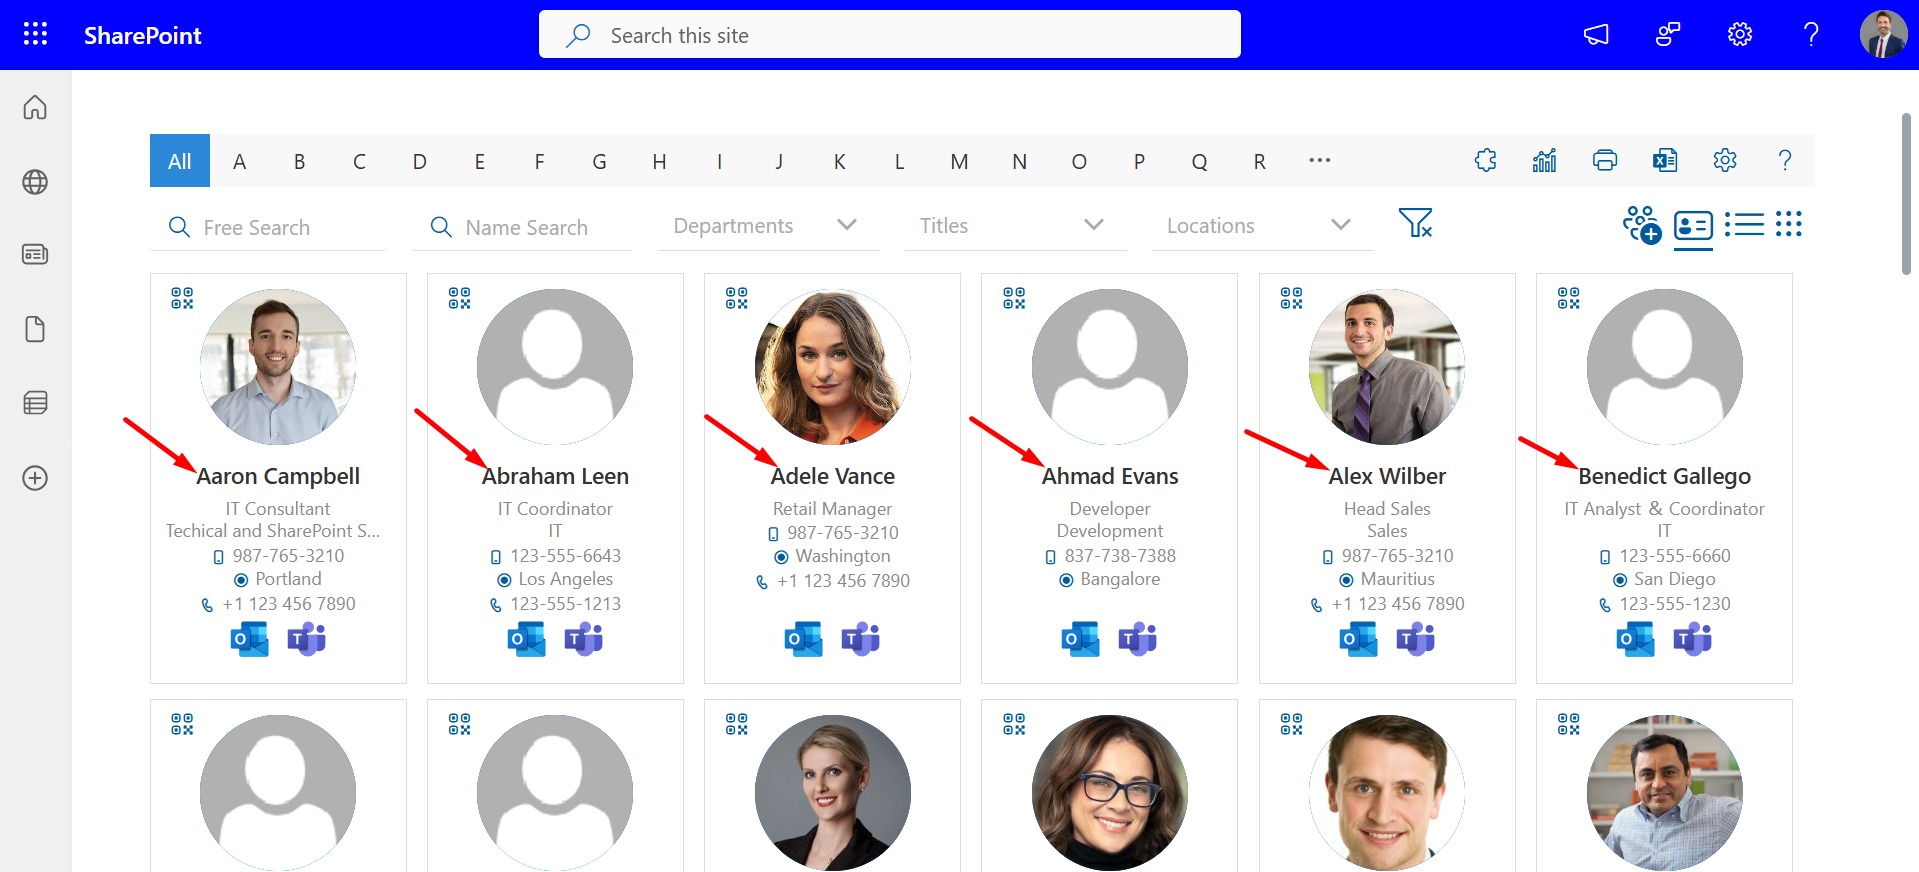 SharePoint
Search this site
All A B C D E F G H I J K L M N O P Q R ...
Free Search
Name Search
Departments
Titles
Locations
Aaron Campbell
IT Consultant
Techical and SharePoint S...
987-765-3210
Portland
+1 123 456 7890
Abraham Leen
IT Coordinator
IT
123-555-6643
Los Angeles
123-555-1213
Adele Vance
Retail Manager
987-765-3210
Washington
+1 123 456 7890
Ahmad Evans
Developer
Development
837-738-7388
Bangalore
Alex Wilber
Head Sales
Sales
987-765-3210
Mauritius
+1 123 456 7890
Benedict Gallego
IT Analyst & Coordinator
IT
123-555-6660
San Diego
123-555-1230